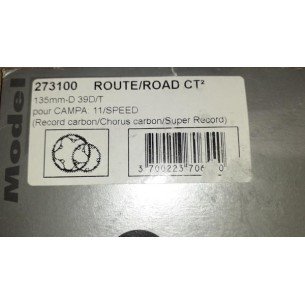 273100 ROUTE/ROAD CT²
135mm-D 39D/T
pour CAMPA: 11/SPEED
(Record carbon/Chorus carbon/Super Record)
Model